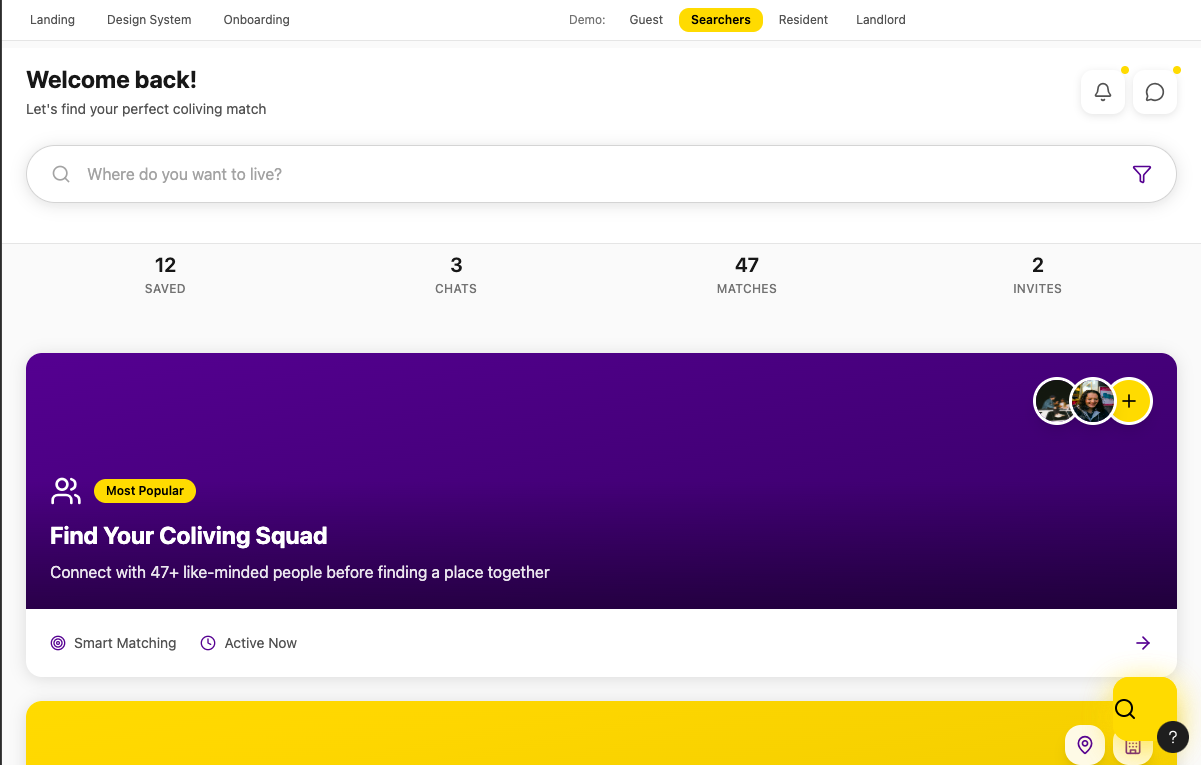 Landing Design System Onboarding Demo: Guest Searchers Resident Landlord
Welcome back!
Let's find your perfect coliving match
Where do you want to live?
12 3 47 2
SAVED CHATS MATCHES INVITES
Most Popular
Find Your Coliving Squad
Connect with 47+ like-minded people before finding a place together
Smart Matching Active Now
?